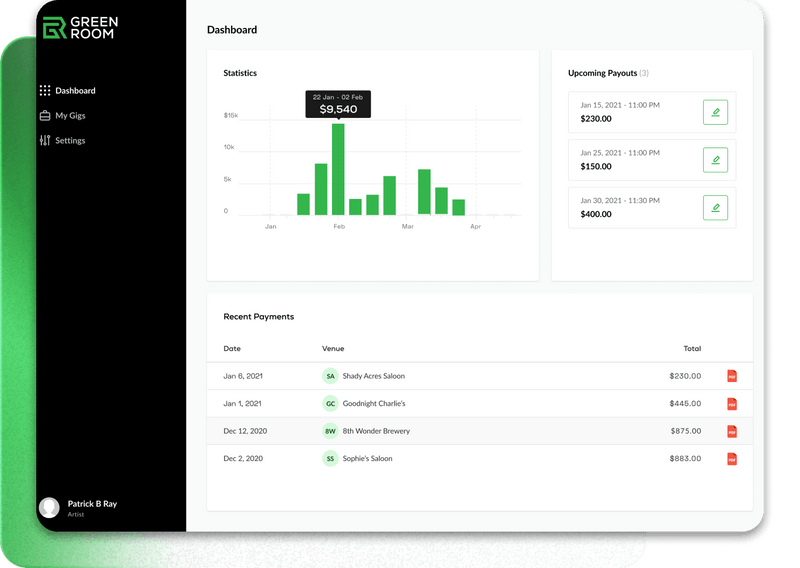 GREEN
ROOM
Dashboard
My Gigs
Settings
Patrick B Ray
Artist
Dashboard
Statistics
22 Jan - 02 Feb
$9,540
$15k
10k
5k
0
Jan Feb Mar Apr
Upcoming Payouts (3)
Jan 15, 2021 - 11:00 PM
$230.00
Jan 25, 2021 - 11:00 PM
$150.00
Jan 30, 2021 - 11:30 PM
$400.00
Recent Payments
Date Venue Total
Jan 6, 2021 SA Shady Acres Saloon $230.00 PDF
Jan 1, 2021 GC Goodnight Charlie's $445.00 PDF
Dec 12, 2020 8W 8th Wonder Brewery $875.00 PDF
Dec 2, 2020 SS Sophie's Saloon $883.00 PDF